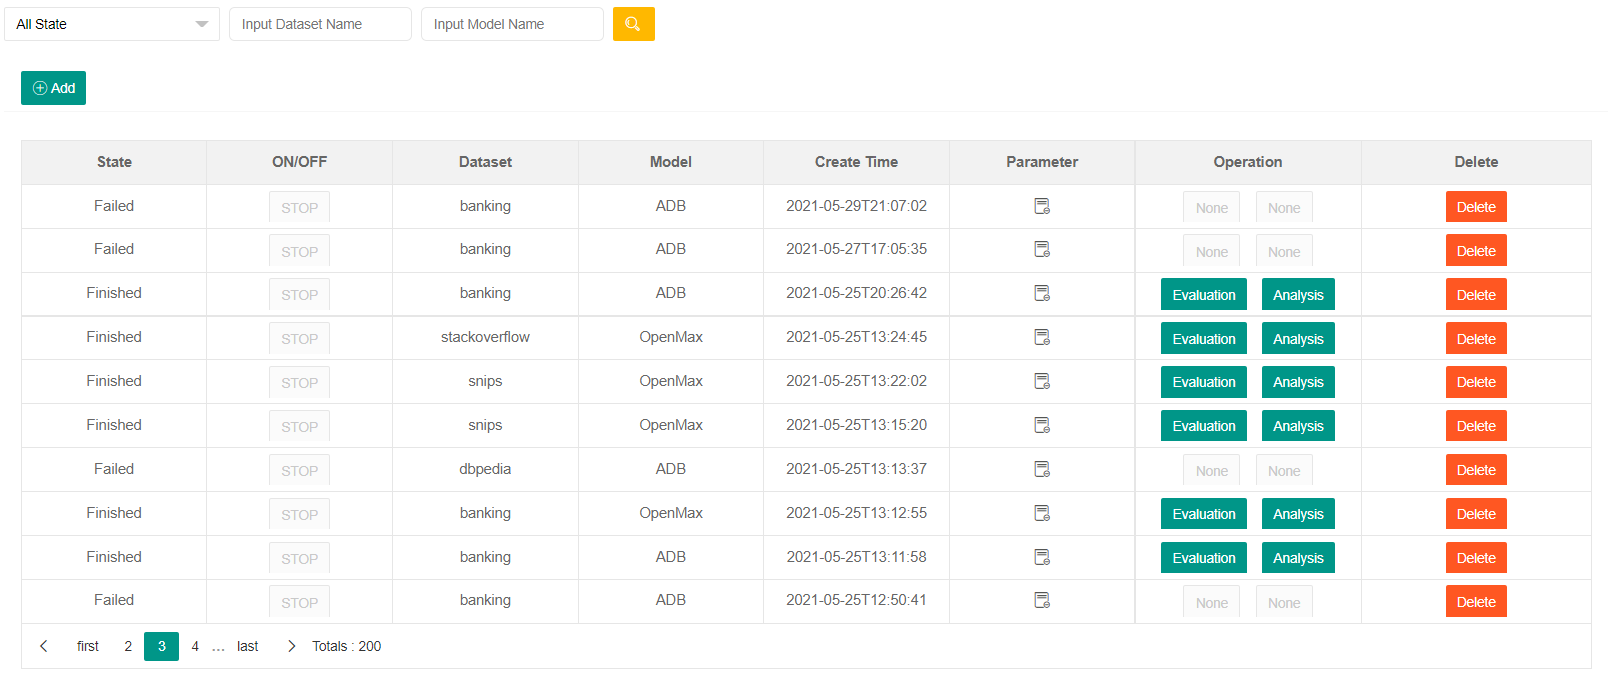 All State Input Dataset Name Input Model Name
Add
State ON/OFF Dataset Model Create Time Parameter Operation Delete
Failed STOP banking ADB 2021-05-29T21:07:02 None None Delete
Failed STOP banking ADB 2021-05-27T17:05:35 None None Delete
Finished STOP banking ADB 2021-05-25T20:26:42 Evaluation Analysis Delete
Finished STOP stackoverflow OpenMax 2021-05-25T13:24:45 Evaluation Analysis Delete
Finished STOP snips OpenMax 2021-05-25T13:22:02 Evaluation Analysis Delete
Finished STOP snips OpenMax 2021-05-25T13:15:20 Evaluation Analysis Delete
Failed STOP dbpedia ADB 2021-05-25T13:13:37 None None Delete
Finished STOP banking OpenMax 2021-05-25T13:12:55 Evaluation Analysis Delete
Finished STOP banking ADB 2021-05-25T13:11:58 Evaluation Analysis Delete
Failed STOP banking ADB 2021-05-25T12:50:41 None None Delete
first 2 3 4 ... last Totals : 200